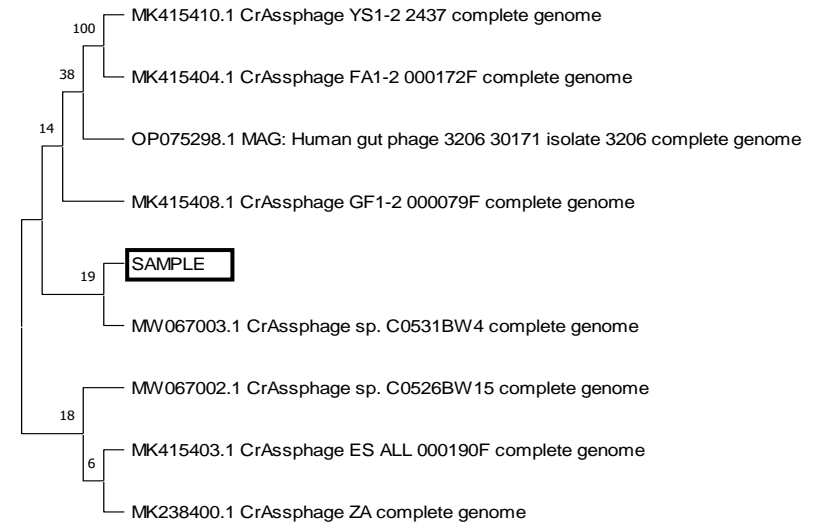 MK415410.1 CrAssphage YS1-2 2437 complete genome
100
MK415404.1 CrAssphage FA1-2 000172F complete genome
38
OP075298.1 MAG: Human gut phage 3206 30171 isolate 3206 complete genome
14
MK415408.1 CrAssphage GF1-2 000079F complete genome
SAMPLE
19
MW067003.1 CrAssphage sp. C0531BW4 complete genome
MW067002.1 CrAssphage sp. C0526BW15 complete genome
18
MK415403.1 CrAssphage ES ALL 000190F complete genome
6
MK238400.1 CrAssphage ZA complete genome